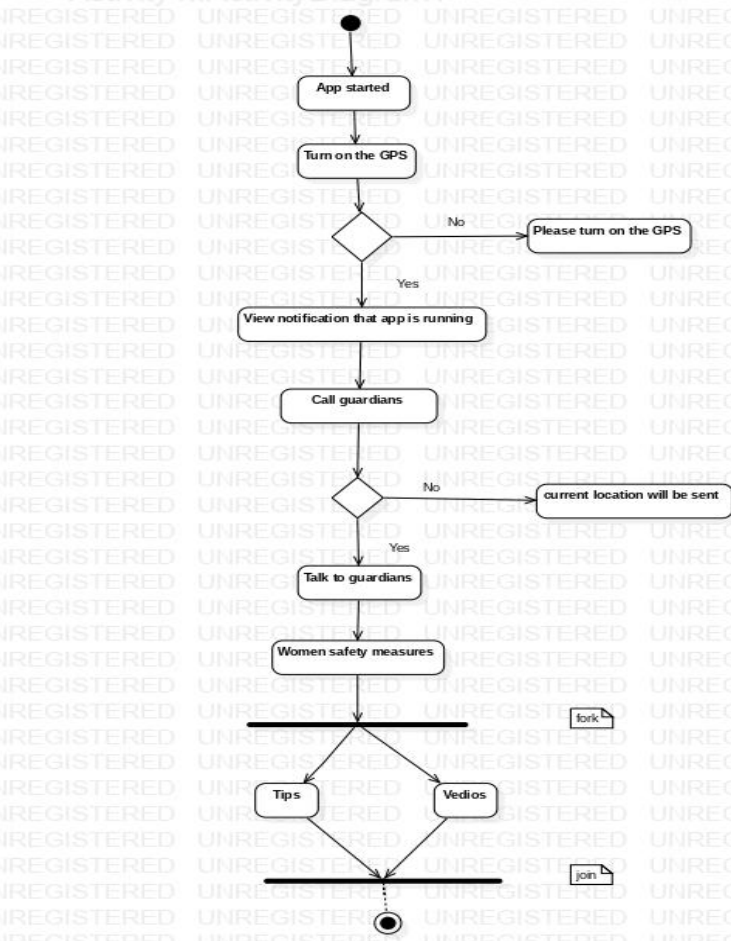 App started
Turn on the GPS
No
Please turn on the GPS
Yes
View notification that app is running
Call guardians
No
current location will be sent
Yes
Talk to guardians
Women safety measures
fork
Tips
Vedios
join
UNREGISTERED